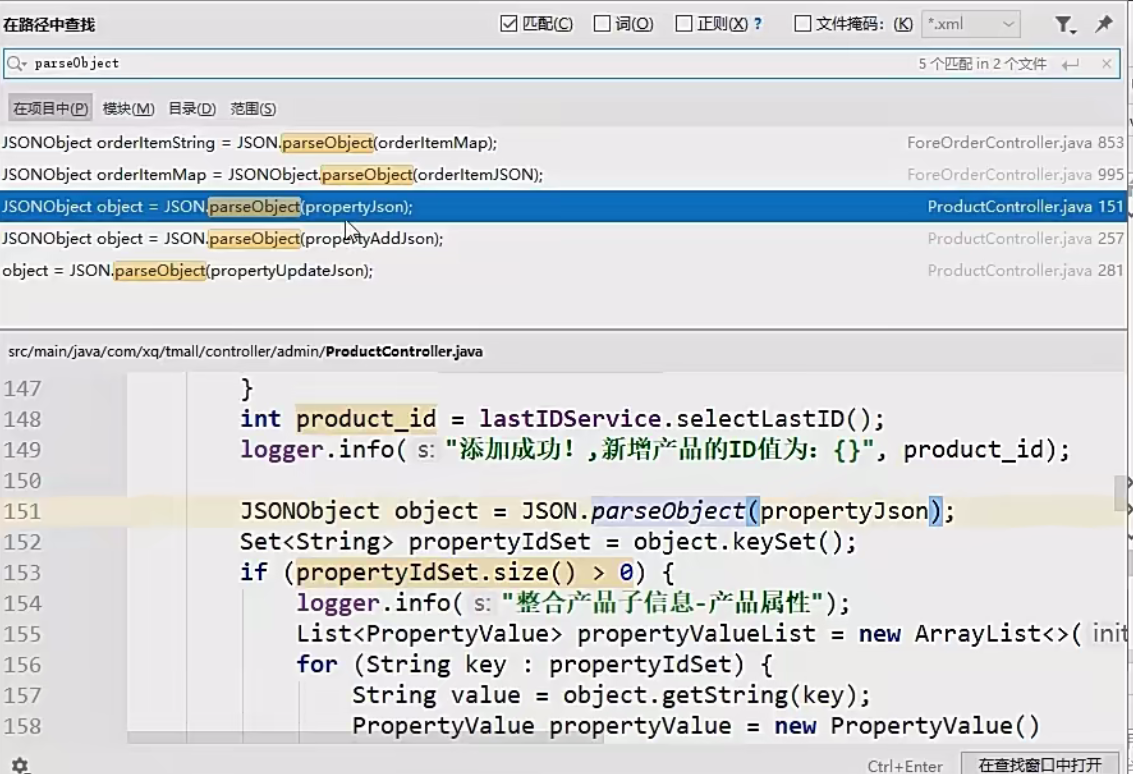 在路径中查找 匹配(C) 词(O) 正则(X) ? 文件掩码: (K) *.xml
parseObject 5 个匹配 in 2 个文件
在项目中(P) 模块(M) 目录(D) 范围(S)
JSONObject orderItemString = JSON.parseObject(orderItemMap); ForeOrderController.java 853
JSONObject orderItemMap = JSONObject.parseObject(orderItemJSON); ForeOrderController.java 995
JSONObject object = JSON.parseObject(propertyJson); ProductController.java 151
JSONObject object = JSON.parseObject(propertyAddJson); ProductController.java 257
object = JSON.parseObject(propertyUpdateJson); ProductController.java 281
src/main/java/com/xq/tmall/controller/admin/ProductController.java
147 }
148 int product_id = lastIDService.selectLastID();
149 logger.info( s: "添加成功！,新增产品的ID值为：{}", product_id);
150
151 JSONObject object = JSON.parseObject(propertyJson);
152 Set<String> propertyIdSet = object.keySet();
153 if (propertyIdSet.size() > 0) {
154 logger.info( s: "整合产品子信息-产品属性");
155 List<PropertyValue> propertyValueList = new ArrayList<>( init
156 for (String key : propertyIdSet) {
157 String value = object.getString(key);
158 PropertyValue propertyValue = new PropertyValue()
Ctrl+Enter 在查找窗口中打开